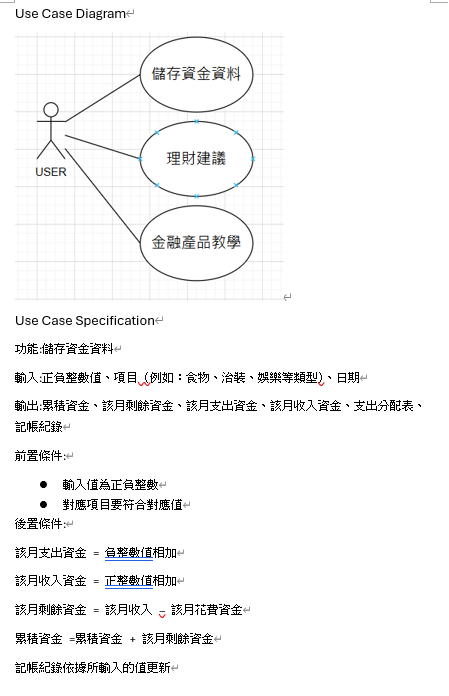 Use Case Diagram
儲存資金資料
理財建議
USER
金融產品教學
Use Case Specification
功能:儲存資金資料
輸入:正負整數值、項目 (例如：食物、治裝、娛樂等類型)、日期
輸出:累積資金、該月剩餘資金、該月支出資金、該月收入資金、支出分配表、
記帳紀錄
前置條件:
● 輸入值為正負整數
● 對應項目要符合對應值
後置條件:
該月支出資金 = 負整數值相加
該月收入資金 = 正整數值相加
該月剩餘資金 = 該月收入 – 該月花費資金
累積資金 =累積資金 + 該月剩餘資金
記帳紀錄依據所輸入的值更新